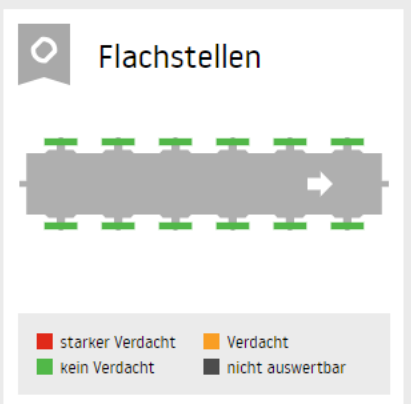 Flachstellen
starker Verdacht
Verdacht
kein Verdacht
nicht auswertbar